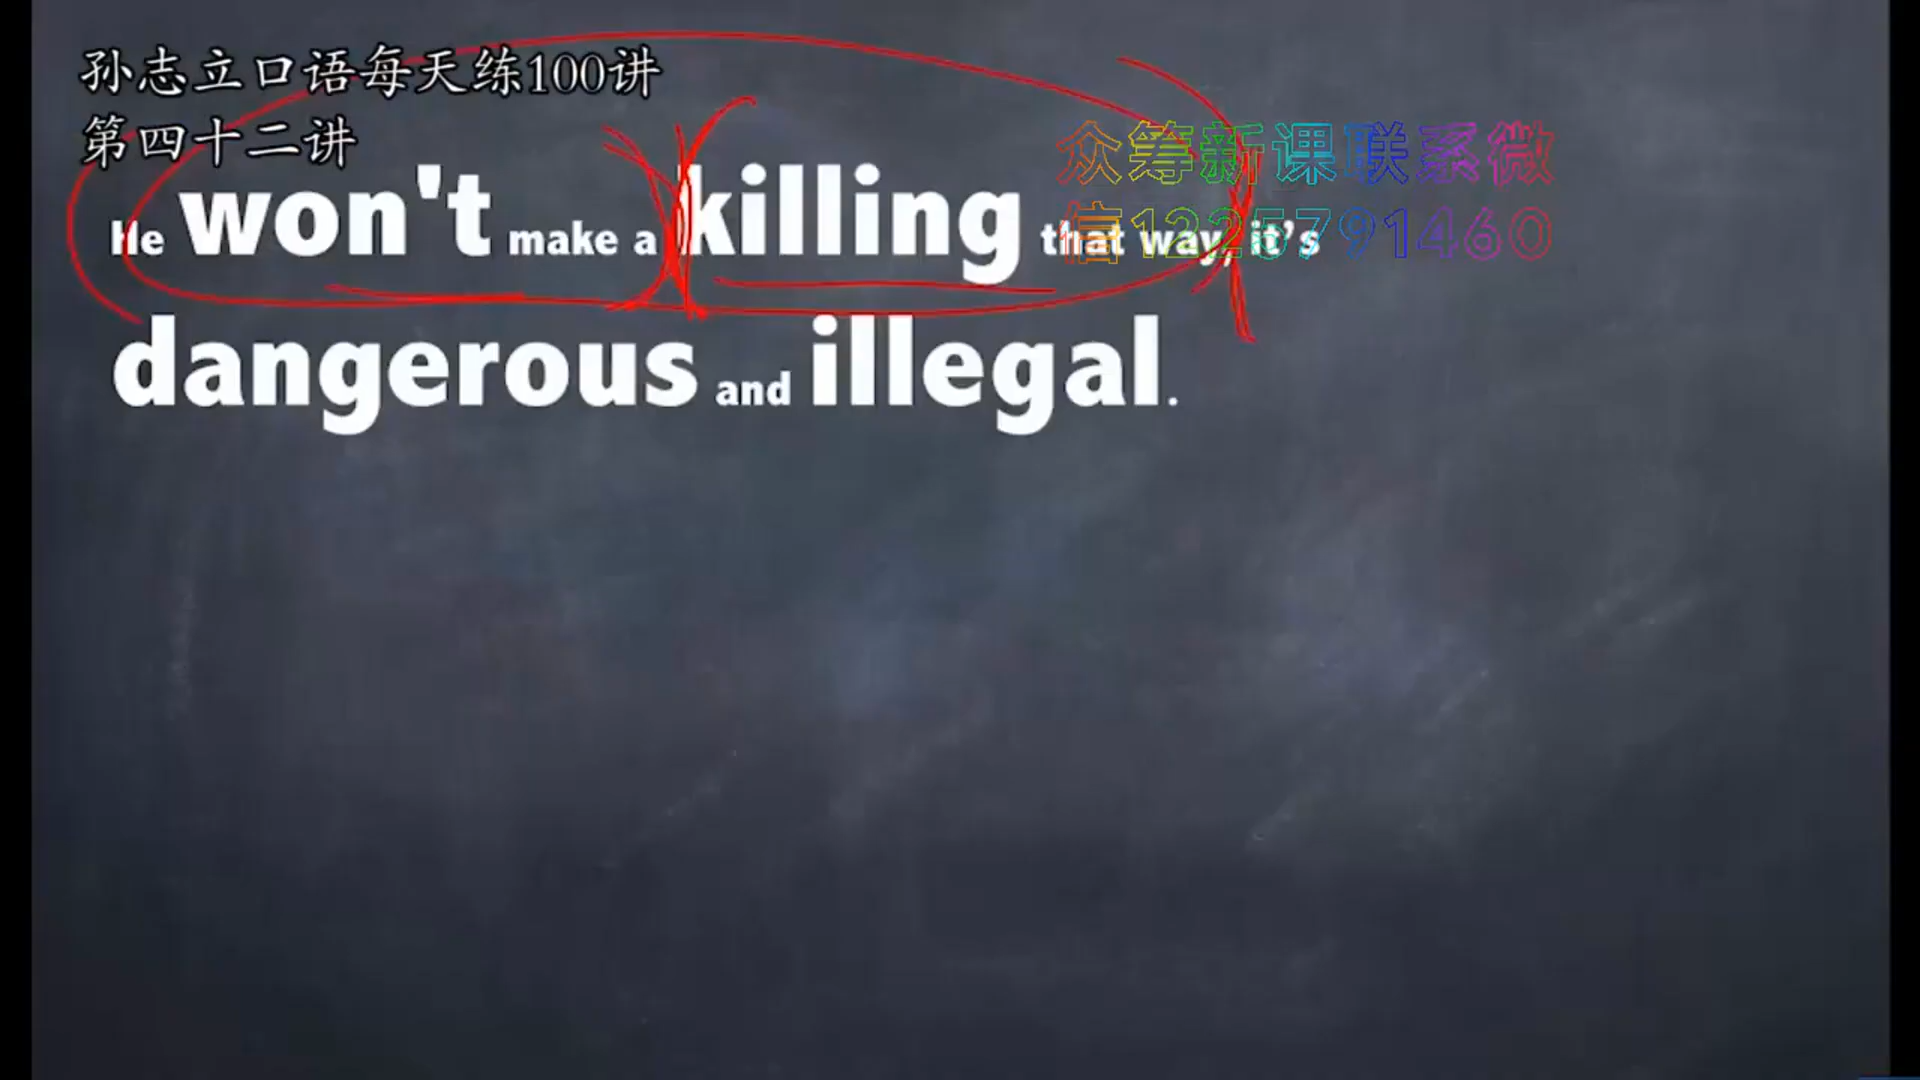 孙志立口语每天练100讲
第四十二讲
众筹新课联系微
信1225791460
He won't make a killing that way, it's
dangerous and illegal.